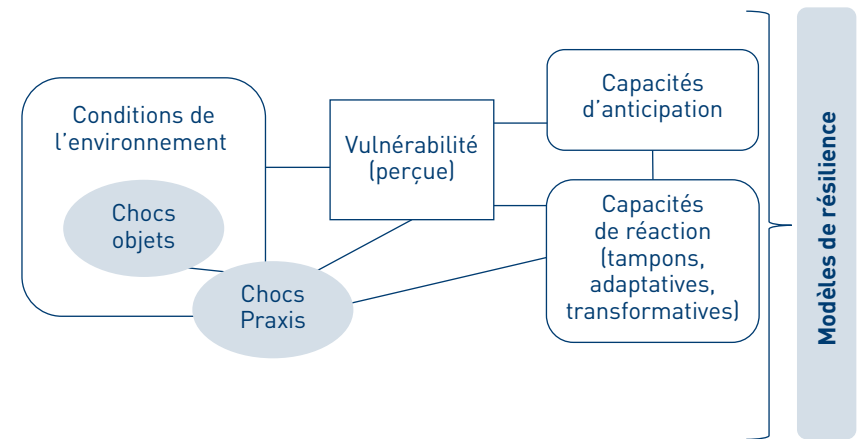 Conditions de
l'environnement
Chocs
objets
Chocs
Praxis
Vulnérabilité
(perçue)
Capacités
d'anticipation
Capacités
de réaction
(tampons,
adaptatives,
transformatives)
Modèles de résilience